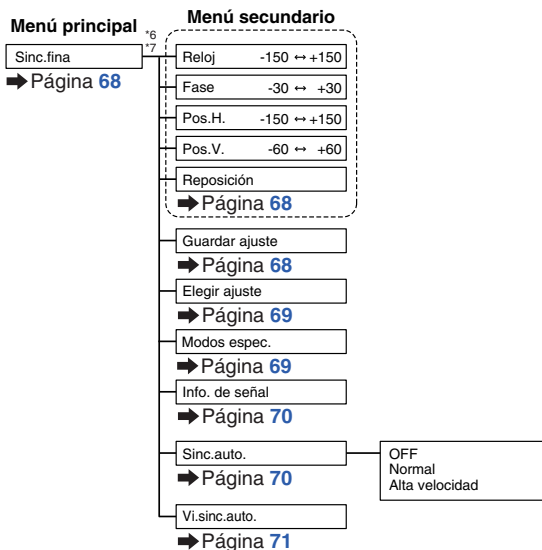 Menú principal
Menú secundario
*6
*7
Sinc.fina
➡ Página 68
Reloj -150 ↔ +150
Fase -30 ↔ +30
Pos.H. -150 ↔ +150
Pos.V. -60 ↔ +60
Reposición
➡ Página 68
Guardar ajuste
➡ Página 68
Elegir ajuste
➡ Página 69
Modos espec.
➡ Página 69
Info. de señal
➡ Página 70
Sinc.auto.
➡ Página 70
OFF
Normal
Alta velocidad
Vi.sinc.auto.
➡ Página 71